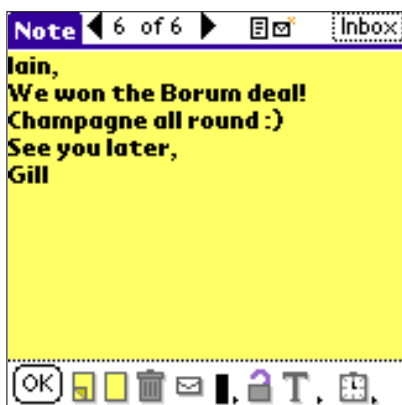 Note 6 of 6 Inbox
Iain,
We won the Borum deal!
Champagne all round :)
See you later,
Gill
OK T